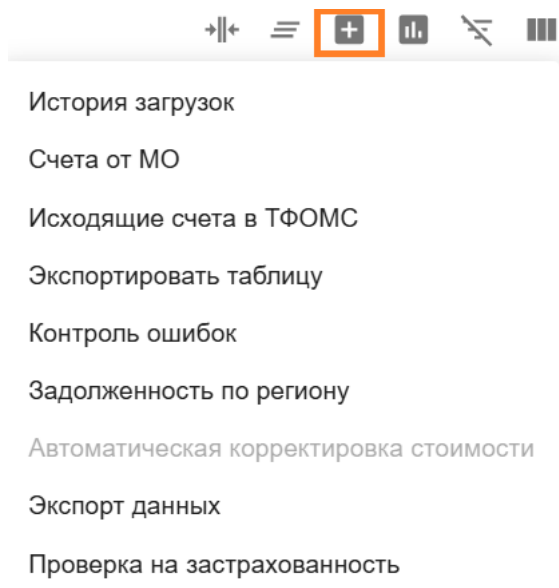 История загрузок
Счета от МО
Исходящие счета в ТФОМС
Экспортировать таблицу
Контроль ошибок
Задолженность по региону
Автоматическая корректировка стоимости
Экспорт данных
Проверка на застрахованность